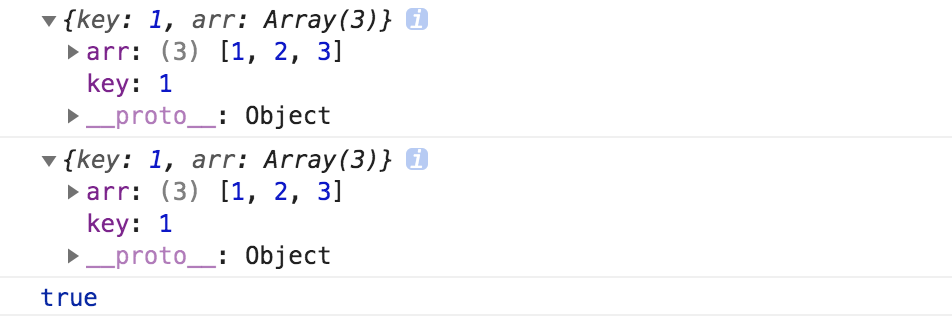 {key: 1, arr: Array(3)} i
arr: (3) [1, 2, 3]
key: 1
__proto__: Object
{key: 1, arr: Array(3)} i
arr: (3) [1, 2, 3]
key: 1
__proto__: Object
true